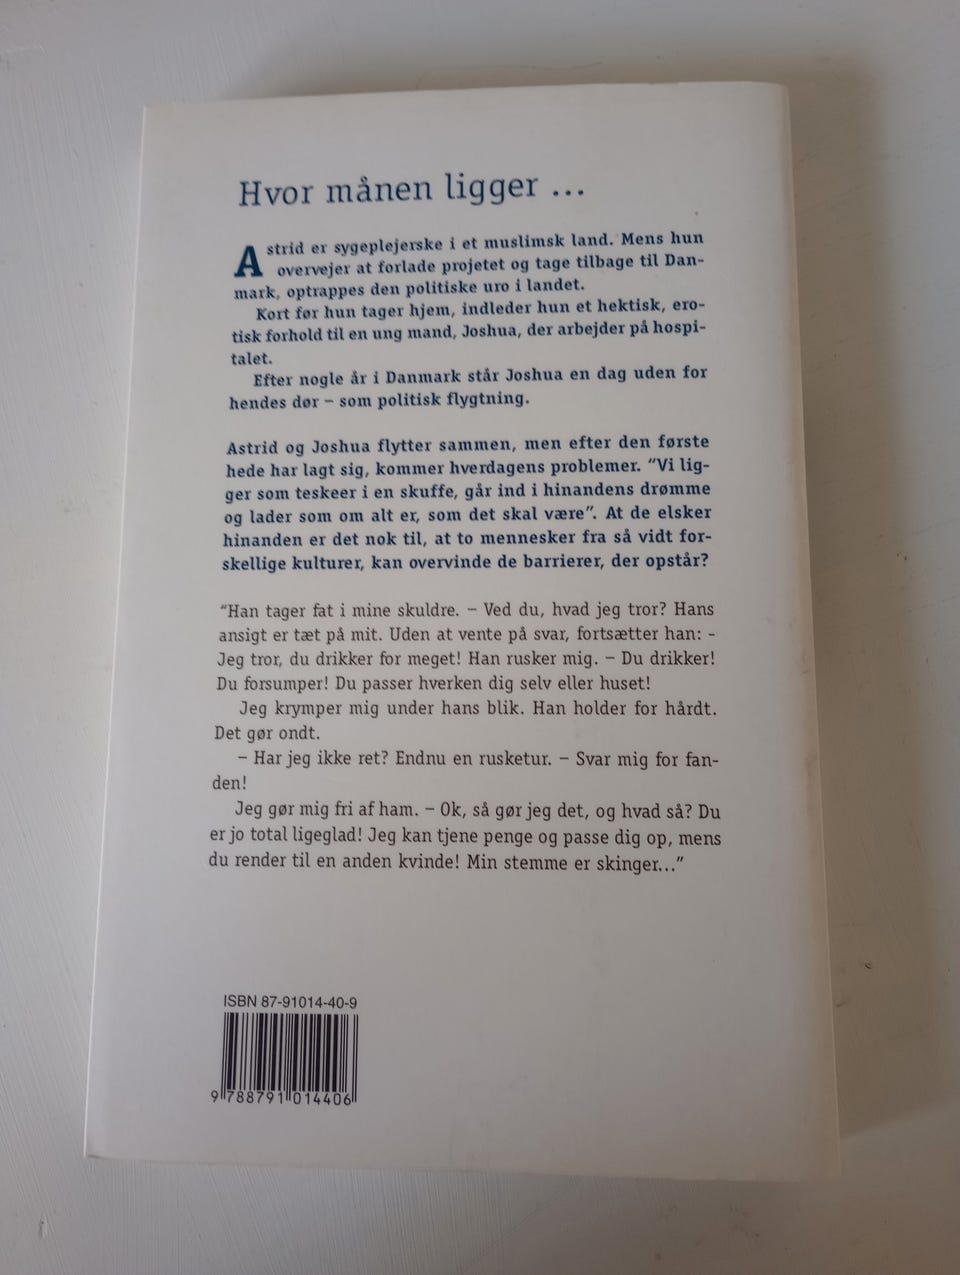 Hvor månen ligger ...
Astrid er sygeplejerske i et muslimsk land. Mens hun
overvejer at forlade projetet og tage tilbage til Dan-
mark, optrappes den politiske uro i landet.
Kort før hun tager hjem, indleder hun et hektisk, ero-
tisk forhold til en ung mand, Joshua, der arbejder på hospi-
talet.
Efter nogle år i Danmark står Joshua en dag uden for
hendes dør – som politisk flygtning.
Astrid og Joshua flytter sammen, men efter den første
hede har lagt sig, kommer hverdagens problemer. "Vi lig-
ger som teskeer i en skuffe, går ind i hinandens drømme
og lader som om alt er, som det skal være". At de elsker
hinanden er det nok til, at to mennesker fra så vidt for-
skellige kulturer, kan overvinde de barrierer, der opstår?
"Han tager fat i mine skuldre. – Ved du, hvad jeg tror? Hans
ansigt er tæt på mit. Uden at vente på svar, fortsætter han: -
Jeg tror, du drikker for meget! Han rusker mig. – Du drikker!
Du forsumper! Du passer hverken dig selv eller huset!
Jeg krymper mig under hans blik. Han holder for hårdt.
Det gør ondt.
– Har jeg ikke ret? Endnu en rusketur. – Svar mig for fan-
den!
Jeg gør mig fri af ham. – Ok, så gør jeg det, og hvad så? Du
er jo total ligeglad! Jeg kan tjene penge og passe dig op, mens
du render til en anden kvinde! Min stemme er skinger..."
ISBN 87-91014-40-9
9 788791 014406